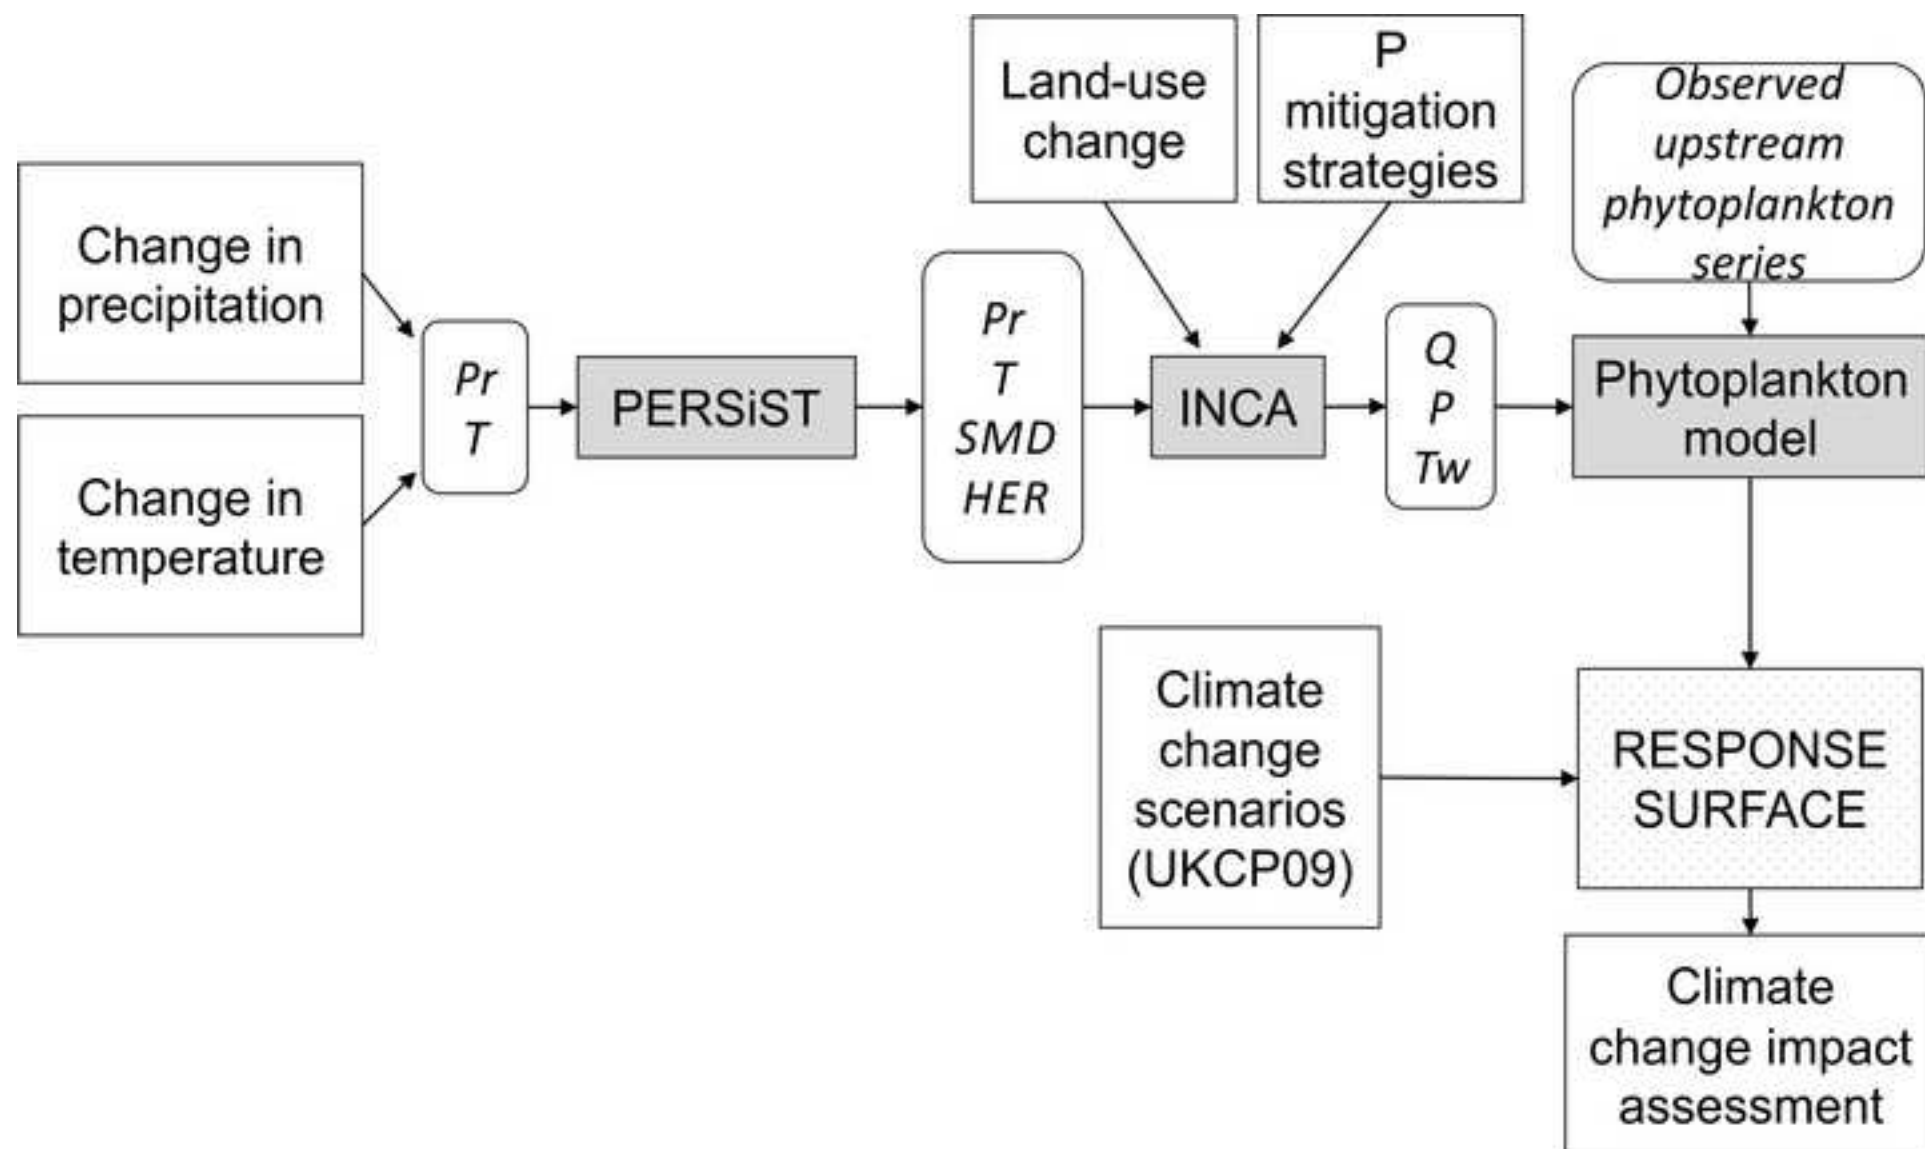 Change in
precipitation
Change in
temperature
Pr
T
PERSiST
Pr
T
SMD
HER
Land-use
change
P
mitigation
strategies
INCA
Q
P
Tw
Observed
upstream
phytoplankton
series
Phytoplankton
model
Climate
change
scenarios
(UKCP09)
RESPONSE
SURFACE
Climate
change impact
assessment